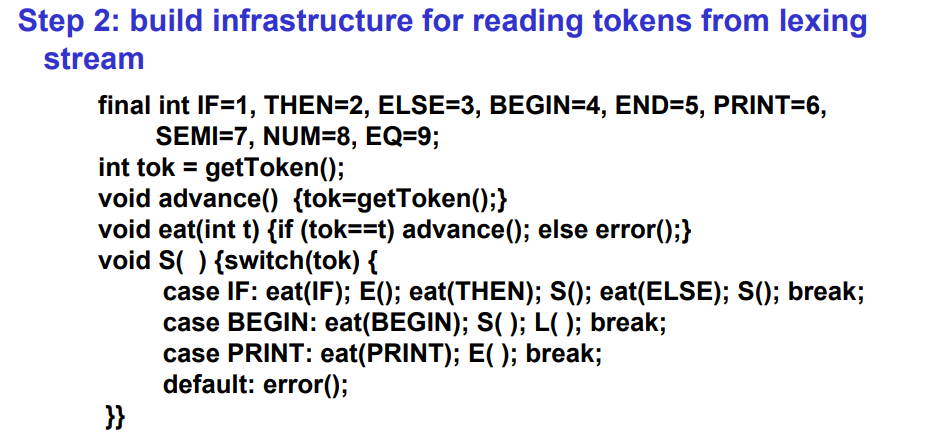 Step 2: build infrastructure for reading tokens from lexing
stream
final int IF=1, THEN=2, ELSE=3, BEGIN=4, END=5, PRINT=6,
SEMI=7, NUM=8, EQ=9;
int tok = getToken();
void advance() {tok=getToken();}
void eat(int t) {if (tok==t) advance(); else error();}
void S( ) {switch(tok) {
case IF: eat(IF); E(); eat(THEN); S(); eat(ELSE); S(); break;
case BEGIN: eat(BEGIN); S( ); L( ); break;
case PRINT: eat(PRINT); E( ); break;
default: error();
}}